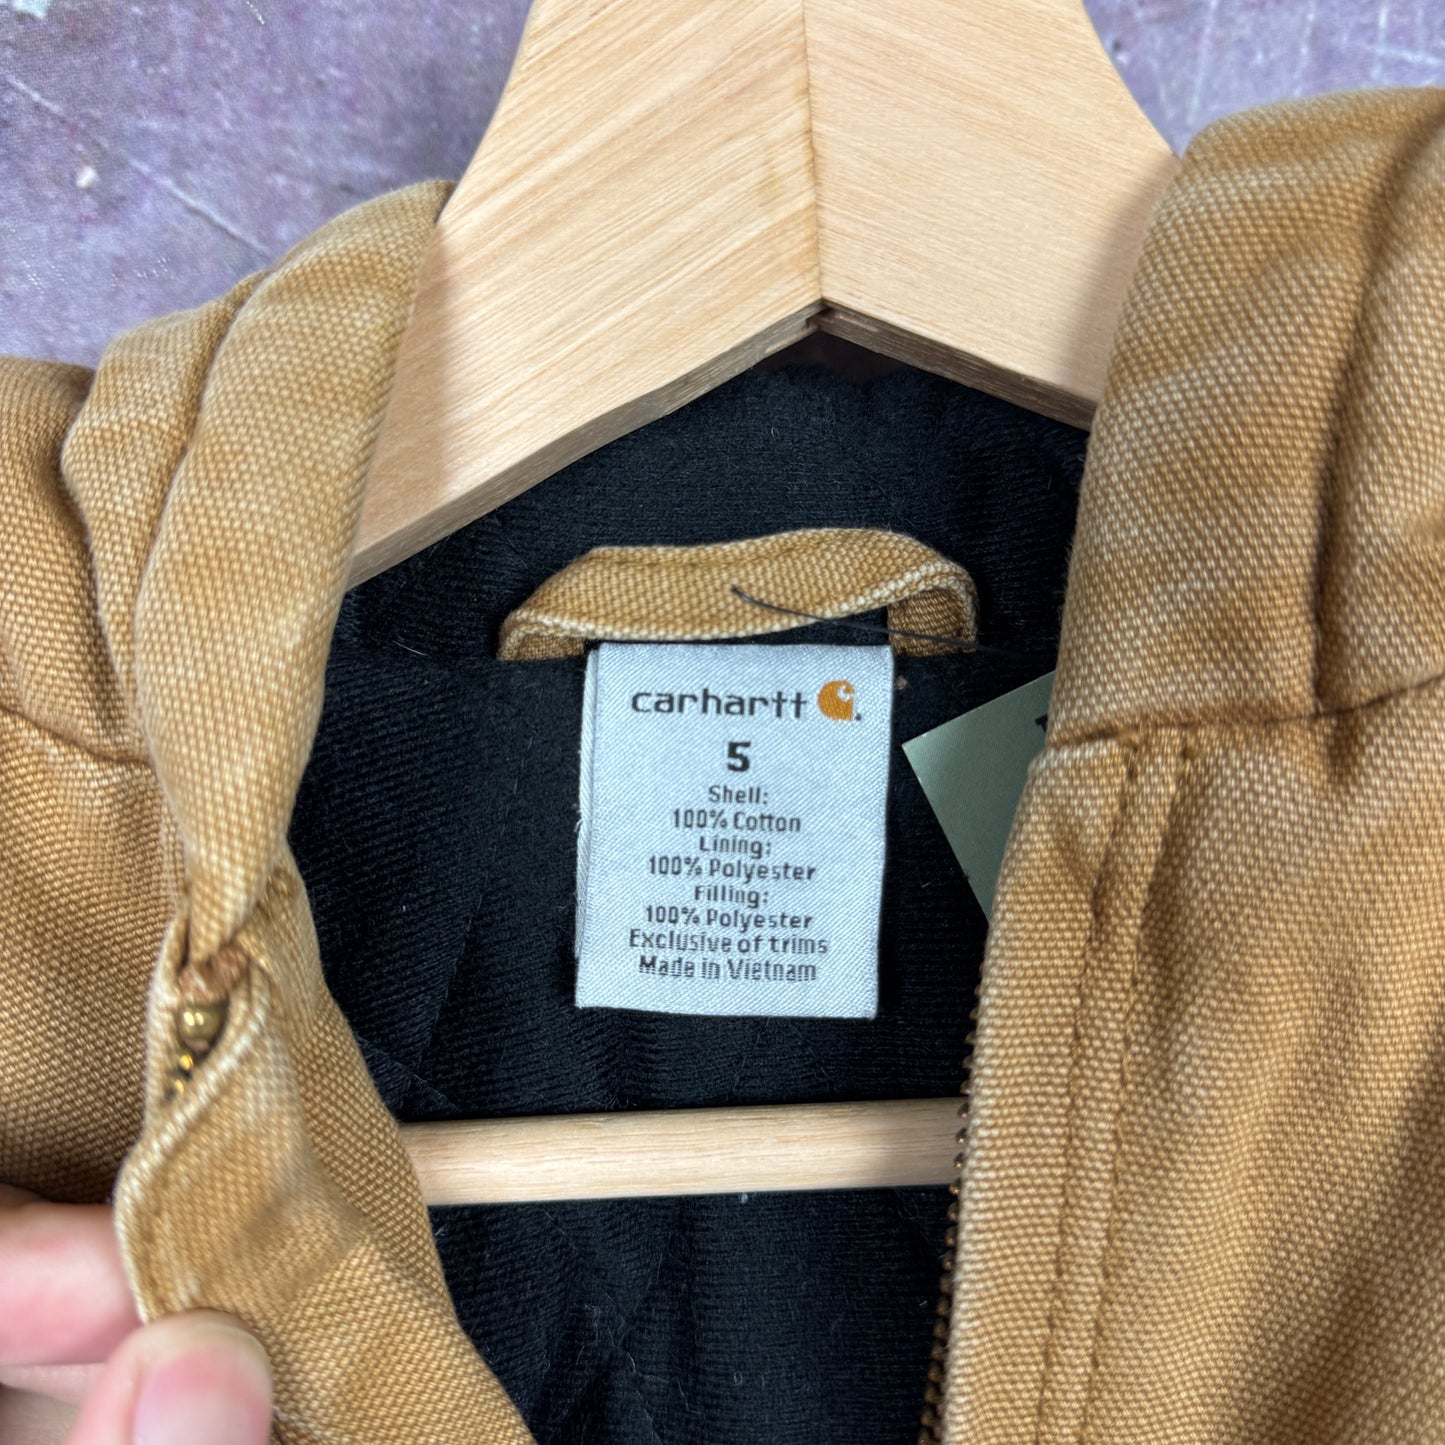 carhartt
5
Shell:
100% Cotton
Lining:
100% Polyester
Filling:
100% Polyester
Exclusive of trims
Made in Vietnam